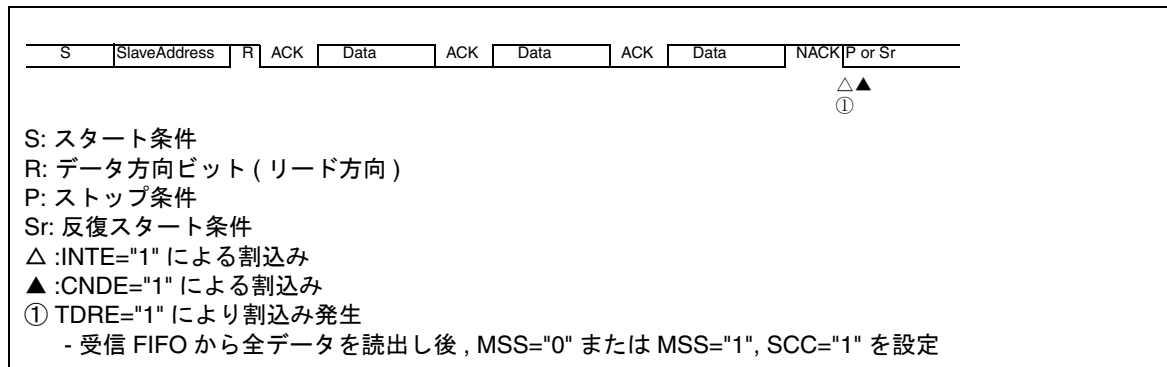 S SlaveAddress R ACK Data ACK Data ACK Data NACK P or Sr
△▲
①
S: スタート条件
R: データ方向ビット ( リード方向 )
P: ストップ条件
Sr: 反復スタート条件
△ :INTE="1" による割込み
▲ :CNDE="1" による割込み
① TDRE="1" により割込み発生
- 受信 FIFO から全データを読出し後 , MSS="0" または MSS="1", SCC="1" を設定